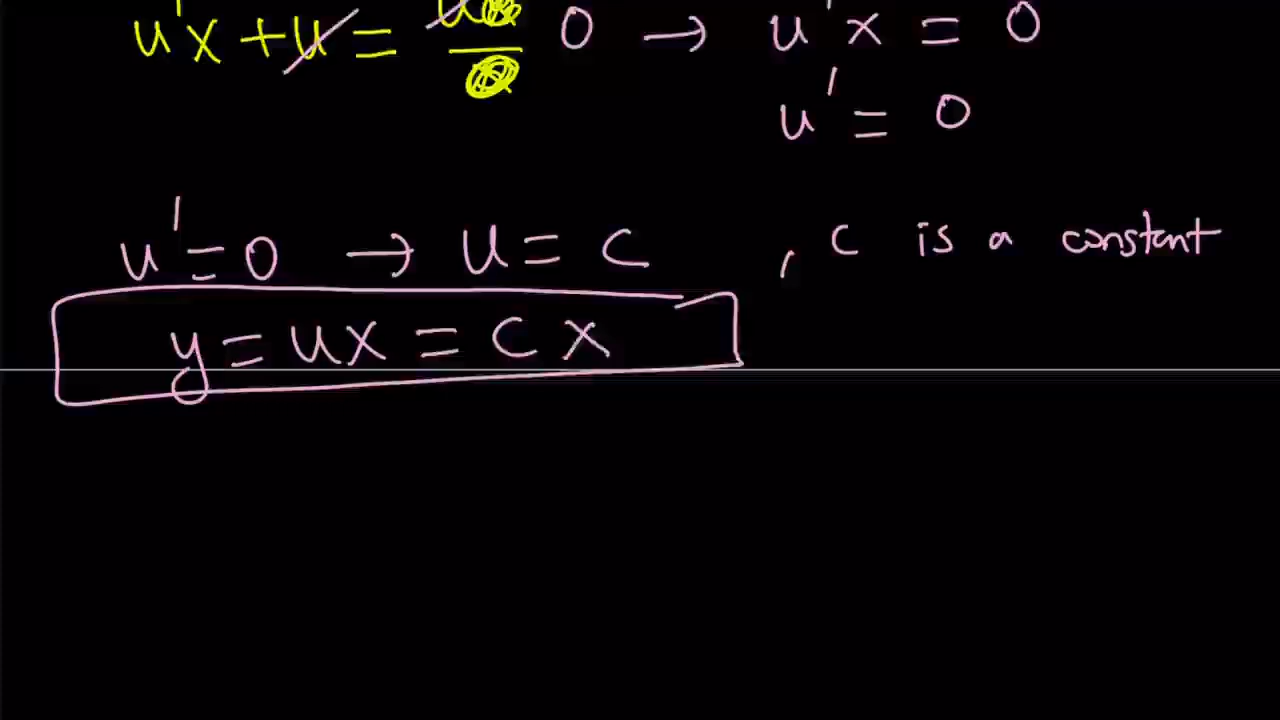 u'x + u = u 0 → u'x = 0
u' = 0
u' = 0 → u = c , c is a constant
y = ux = cx